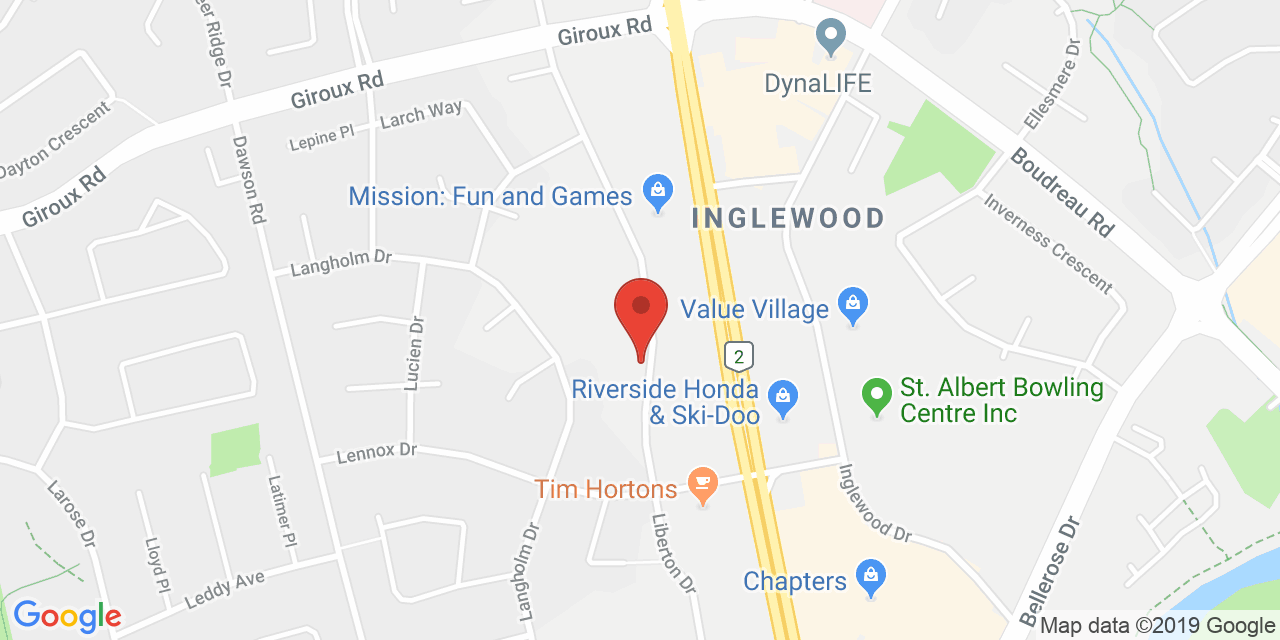 Giroux Rd
eer Ridge Dr
DynaLIFE
Giroux Rd
Ellesmere Dr
Larch Way
Lepine Pl
Dayton Crescent
Dawson Rd
Boudreau Rd
Giroux Rd
Mission: Fun and Games
INGLEWOOD
Inverness Crescent
Langholm Dr
Value Village
Lucien Dr
2
Riverside Honda
& Ski-Doo
St. Albert Bowling
Centre Inc
Lennox Dr
Tim Hortons
Inglewood Dr
Larose Dr
Latimer Pl
Lloyd Pl
Liberton Dr
Langholm Dr
Bellerose Dr
Leddy Ave
Chapters
Google
Map data ©2019 Google